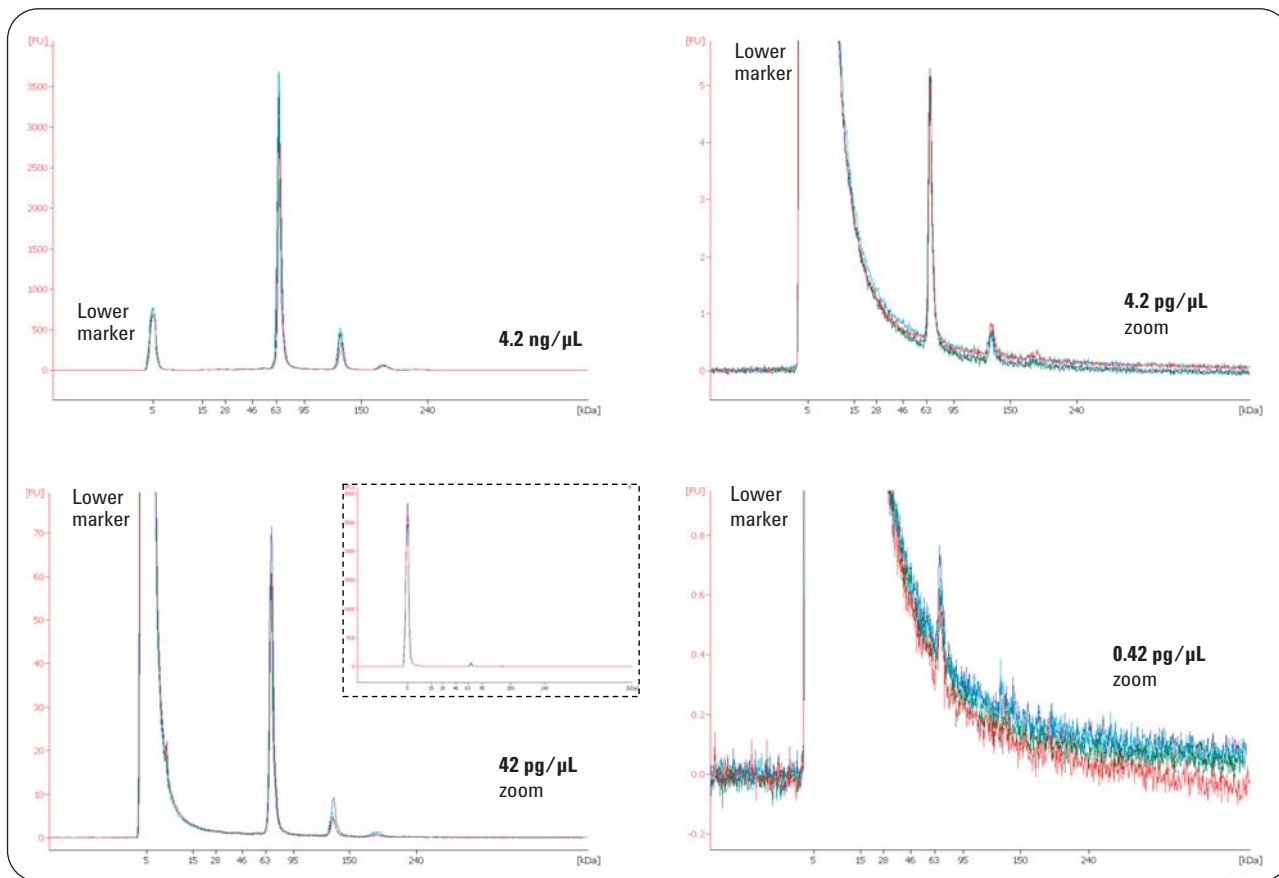 [FU]
3500
3000
2500
2000
1500
1000
500
0
Lower
marker
4.2 ng/µL
5 15 28 46 63 95 150 240 [kDa]
[FU]
Lower
marker
5
4
3
2
1
0
4.2 pg/µL
zoom
5 15 28 46 63 95 150 240 [kDa]
[FU]
Lower
marker
70
60
50
40
30
20
10
0
42 pg/µL
zoom
5 15 28 46 63 95 150 240 [kDa]
[FU]
Lower
marker
0.8
0.6
0.4
0.2
0.0
-0.2
0.42 pg/µL
zoom
5 15 28 46 63 95 150 240 [kDa]